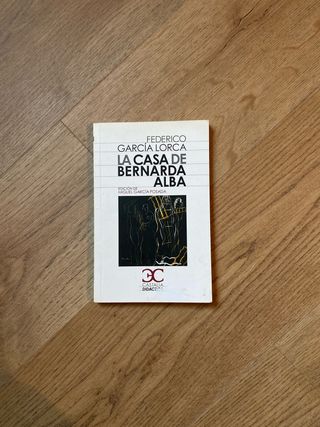 FEDERICO
GARCÍA LORCA
LA CASA DE
BERNARDA
ALBA
EDICIÓN DE
MIGUEL GARCÍA POSADA
CASTALIA
DIDÁCTICA